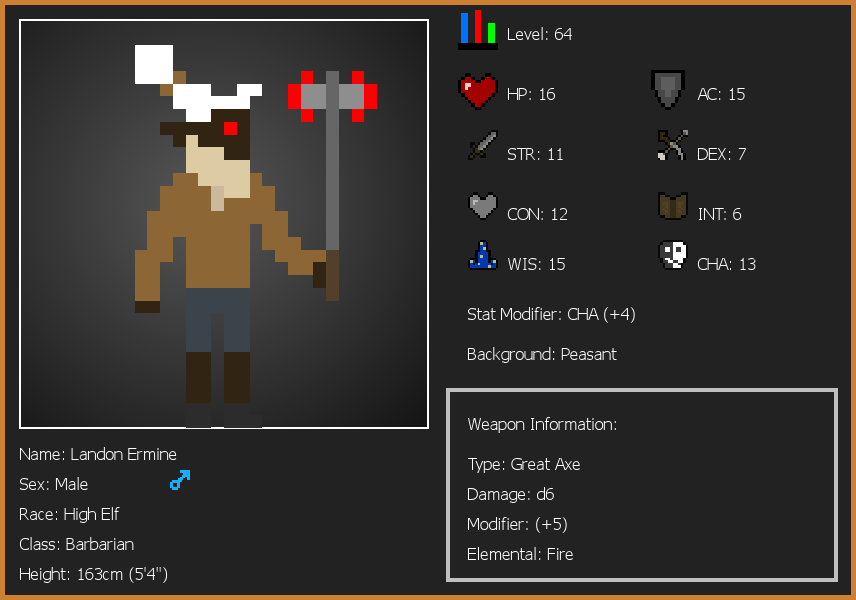 Level: 64
HP: 16
AC: 15
STR: 11
DEX: 7
CON: 12
INT: 6
WIS: 15
CHA: 13
Stat Modifier: CHA (+4)
Background: Peasant
Weapon Information:
Type: Great Axe
Damage: d6
Modifier: (+5)
Elemental: Fire
Name: Landon Ermine
Sex: Male
Race: High Elf
Class: Barbarian
Height: 163cm (5'4")